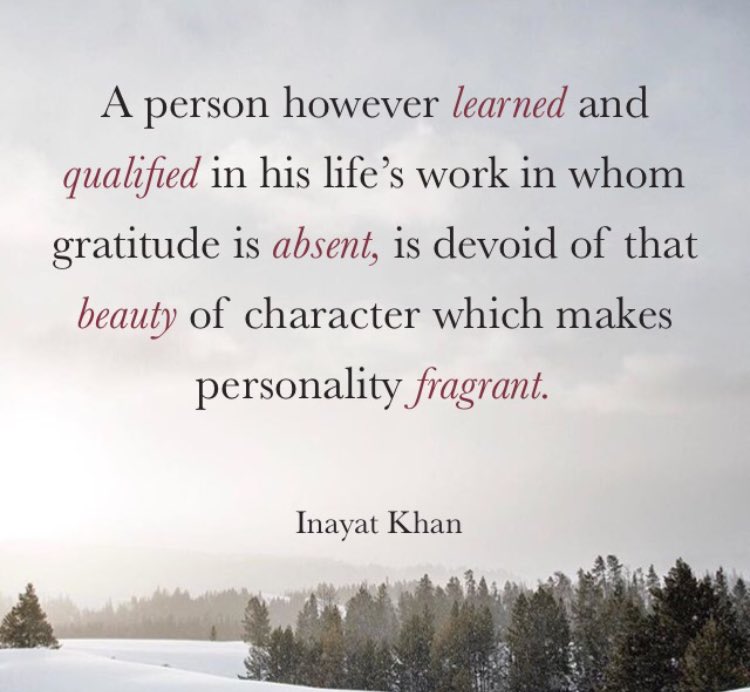 A person however learned and
qualified in his life’s work in whom
gratitude is absent, is devoid of that
beauty of character which makes
personality fragrant.
Inayat Khan